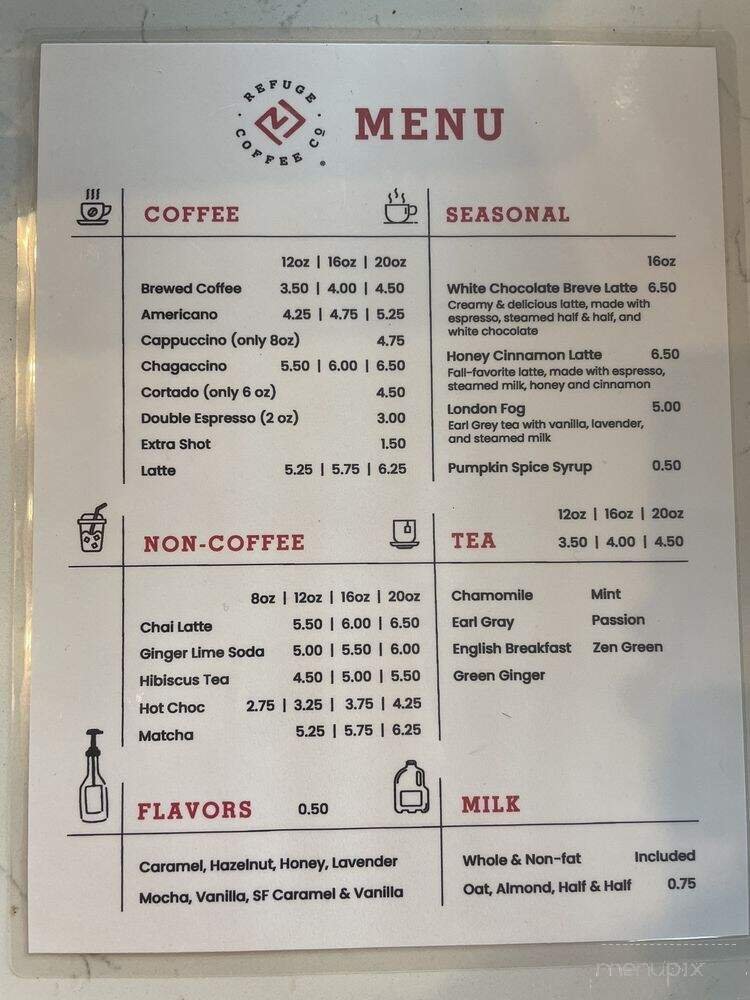 REFUGE COFFEE CO
®
MENU
COFFEE
12oz | 16oz | 20oz
Brewed Coffee 3.50 | 4.00 | 4.50
Americano 4.25 | 4.75 | 5.25
Cappuccino (only 8oz) 4.75
Chagaccino 5.50 | 6.00 | 6.50
Cortado (only 6 oz) 4.50
Double Espresso (2 oz) 3.00
Extra Shot 1.50
Latte 5.25 | 5.75 | 6.25
SEASONAL
16oz
White Chocolate Breve Latte 6.50
Creamy & delicious latte, made with
espresso, steamed half & half, and
white chocolate
Honey Cinnamon Latte 6.50
Fall-favorite latte, made with espresso,
steamed milk, honey and cinnamon
London Fog 5.00
Earl Grey tea with vanilla, lavender,
and steamed milk
Pumpkin Spice Syrup 0.50
NON-COFFEE
8oz | 12oz | 16oz | 20oz
Chai Latte 5.50 | 6.00 | 6.50
Ginger Lime Soda 5.00 | 5.50 | 6.00
Hibiscus Tea 4.50 | 5.00 | 5.50
Hot Choc 2.75 | 3.25 | 3.75 | 4.25
Matcha 5.25 | 5.75 | 6.25
12oz | 16oz | 20oz
TEA 3.50 | 4.00 | 4.50
Chamomile Mint
Earl Gray Passion
English Breakfast Zen Green
Green Ginger
FLAVORS 0.50
Caramel, Hazelnut, Honey, Lavender
Mocha, Vanilla, SF Caramel & Vanilla
MILK
Whole & Non-fat Included
Oat, Almond, Half & Half 0.75
menupix